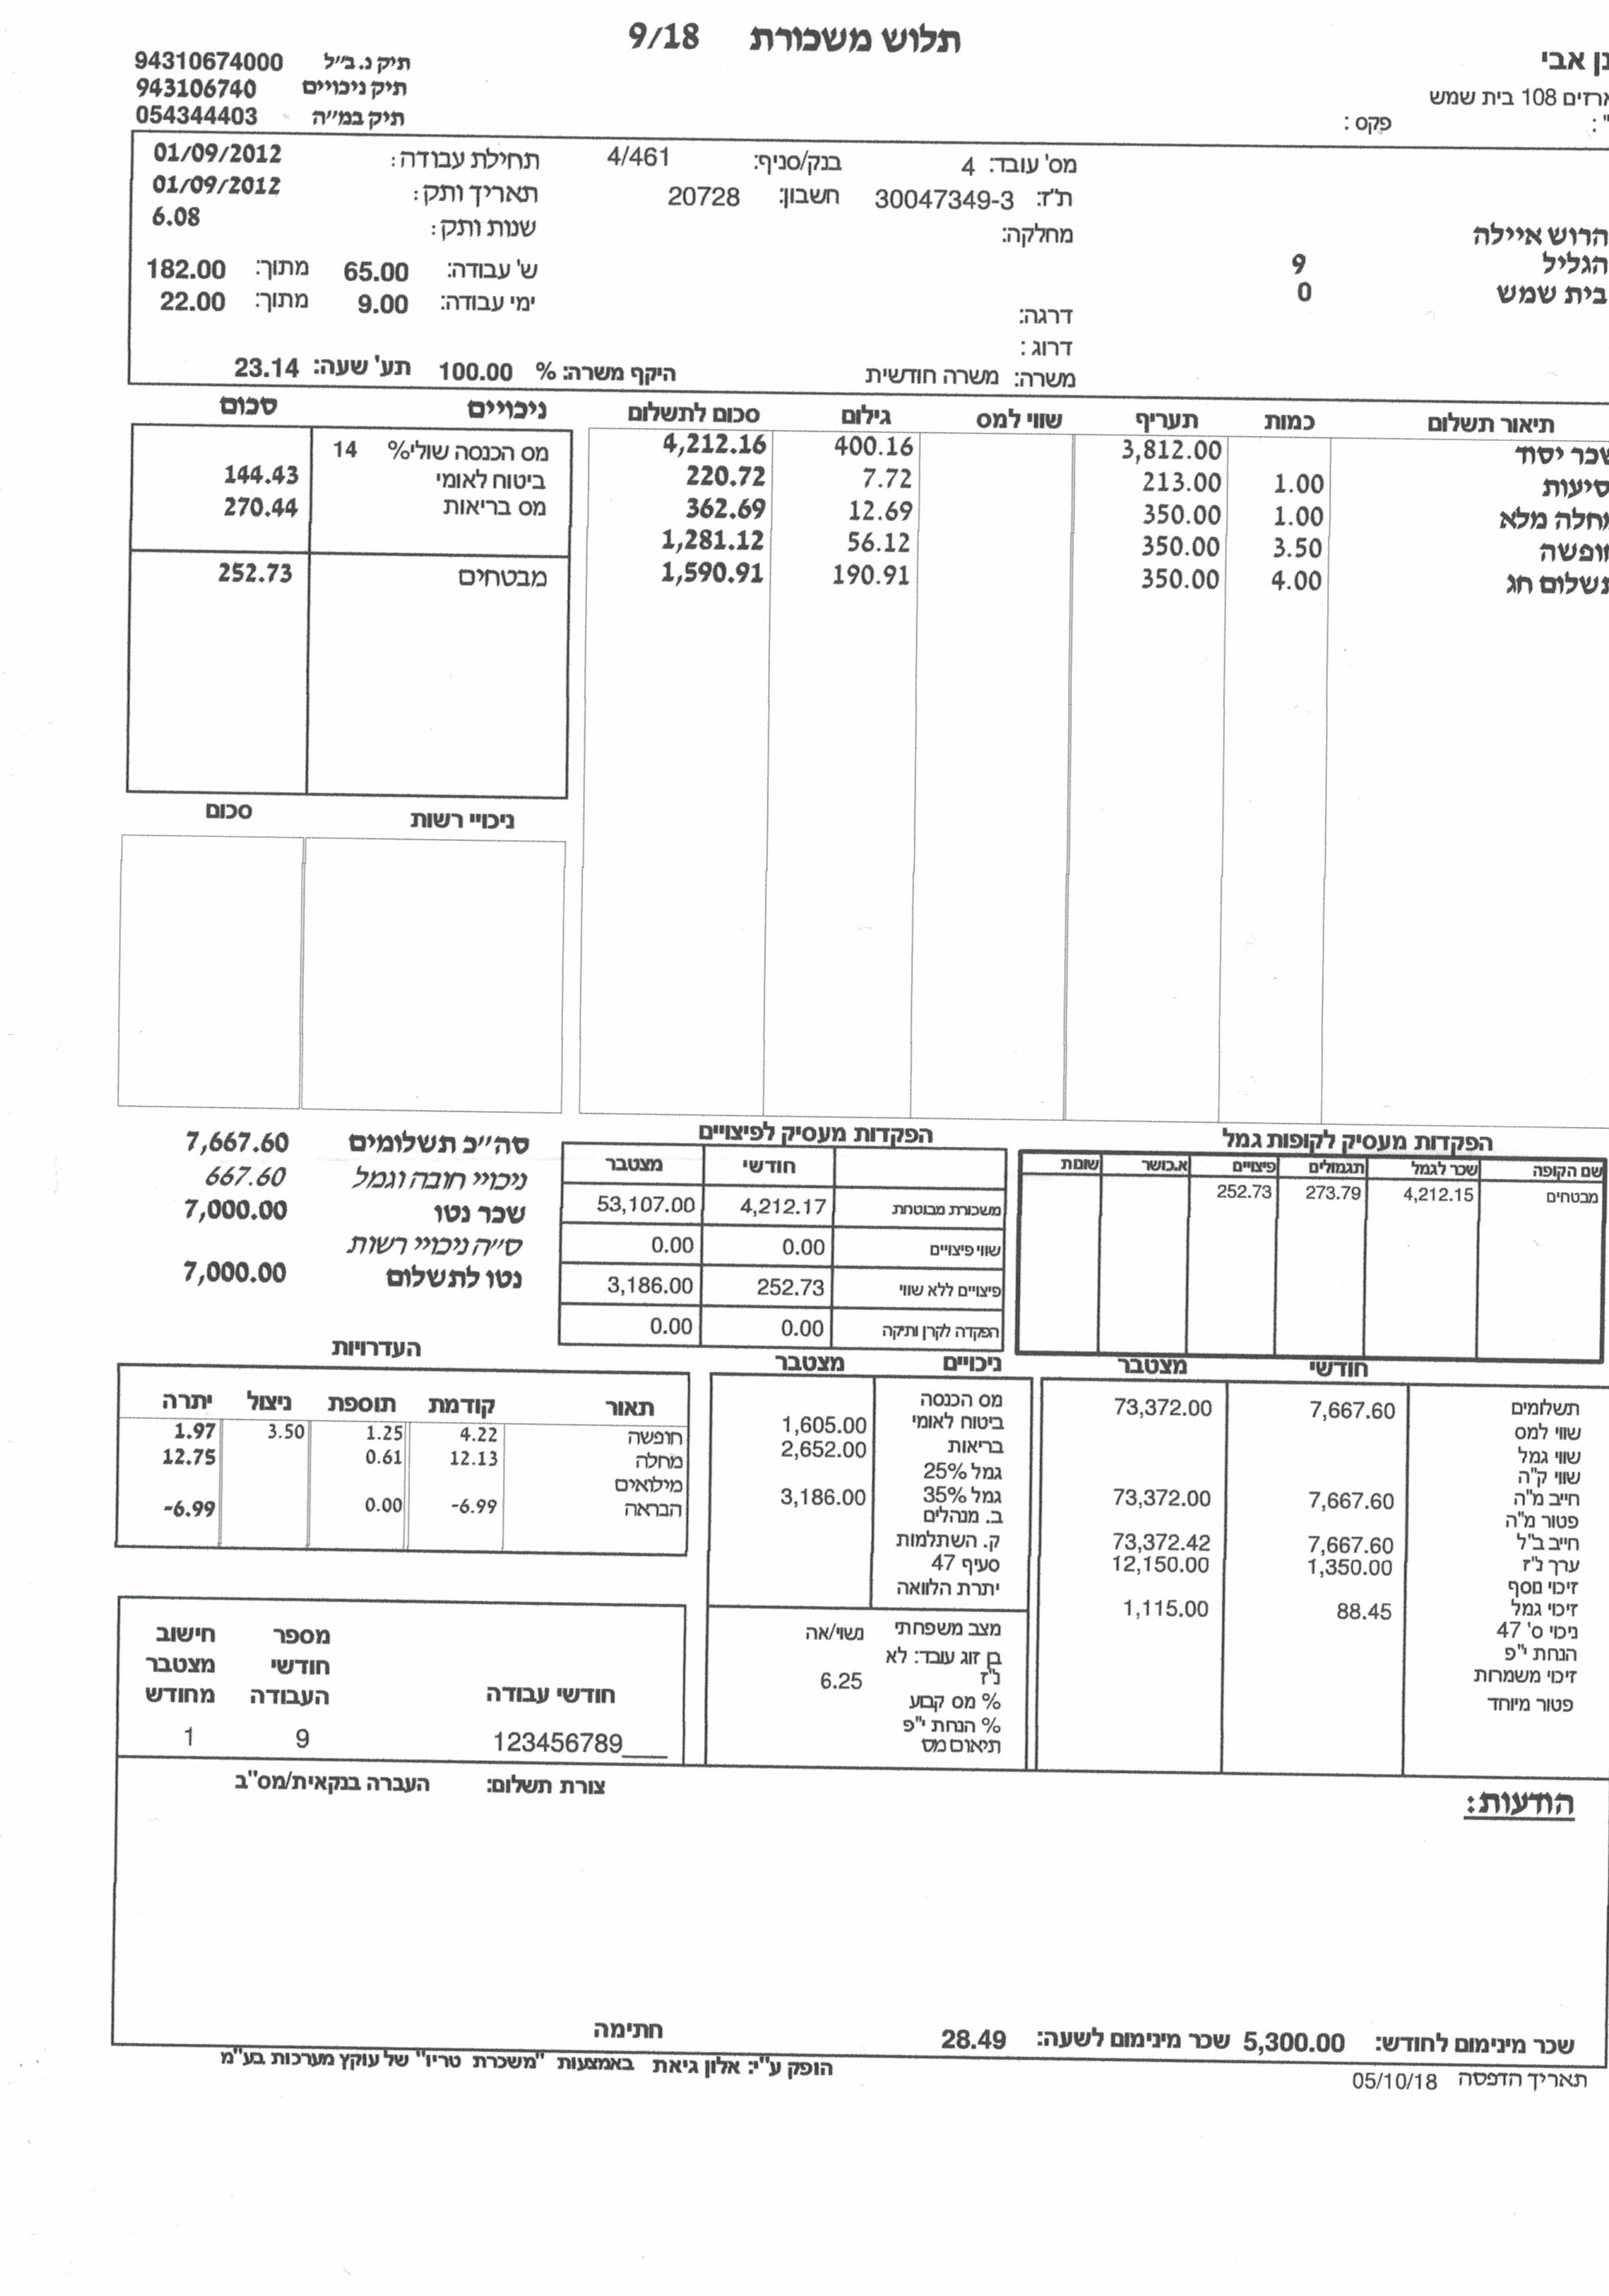 תלוש משכורת 9/18
תיק נ. ב״ל 94310674000
תיק ניכויים 943106740
תיק במ״ה 054344403
אבי
108 בית שמש
פקס :
מס' עובד: 4 בנק/סניף: 4/461 תחילת עבודה: 01/09/2012
ת"ז: 30047349-3 חשבון: 20728 תאריך ותק: 01/09/2012
מחלקה: שנות ותק: 6.08
הרוש איילה
הגליל 9
בית שמש 0
ש' עבודה: 65.00 מתוך: 182.00
ימי עבודה: 9.00 מתוך: 22.00
דרגה:
דרוג :
משרה: משרה חודשית היקף משרה: % 100.00 תע' שעה: 23.14
תיאור תשלום כמות תעריף שווי למס גילום סכום לתשלום
שכר יסוד 3,812.00 400.16 4,212.16
סיעות 1.00 213.00 7.72 220.72
מחלה מלא 1.00 350.00 12.69 362.69
חופשה 3.50 350.00 56.12 1,281.12
תשלום חג 4.00 350.00 190.91 1,590.91
ניכויים סכום
מס הכנסה שולי% 14
ביטוח לאומי 144.43
מס בריאות 270.44
מבטחים 252.73
ניכויי רשות סכום
סה״כ תשלומים 7,667.60
ניכויי חובה וגמל 667.60
שכר נטו 7,000.00
ס״ה ניכויי רשות
נטו לתשלום 7,000.00
הפקדות מעסיק לפיצויים
חודשי מצטבר
משכורת מבוטחת 4,212.17 53,107.00
שווי פיצויים 0.00 0.00
פיצויים ללא שווי 252.73 3,186.00
הפקדה לקרן ותיקה 0.00 0.00
הפקדות מעסיק לקופות גמל
שם הקופה שכר לגמל תגמולים פיצויים א.כושר שונות
מבטחים 4,212.15 273.79 252.73
העדרויות
תאור קודמת תוספת ניצול יתרה
חופשה 4.22 1.25 3.50 1.97
מחלה 12.13 0.61 12.75
מילואים
הבראה -6.99 0.00 -6.99
ניכויים מצטבר
מס הכנסה
ביטוח לאומי 1,605.00
בריאות 2,652.00
גמל 25%
גמל 35% 3,186.00
ב. מנהלים
ק. השתלמות
סעיף 47
יתרת הלוואה
מצב משפחתי נשוי/אה
בן זוג עובד: לא
נ"ז 6.25
% מס קבוע
% הנחת י"פ
תיאום מס
חודשי מצטבר
תשלומים 7,667.60 73,372.00
שווי למס
שווי גמל
שווי ק"ה
חייב מ"ה 7,667.60 73,372.00
פטור מ"ה
חייב ב"ל 7,667.60 73,372.42
ערך נ"ז 1,350.00 12,150.00
זיכוי נוסף
זיכוי גמל 88.45 1,115.00
ניכוי ס' 47
הנחת י"פ
זיכוי משמרות
פטור מיוחד
מספר חישוב
חודשי מצטבר
חודשי עבודה העבודה מחודש
123456789___ 9 1
צורת תשלום: העברה בנקאית/מס"ב
הודעות:
חתימה
שכר מינימום לחודש: 5,300.00 שכר מינימום לשעה: 28.49
הופק ע"י: אלון גיאת באמצעות "משכרת טריו" של עוקץ מערכות בע"מ
תאריך הדפסה 05/10/18